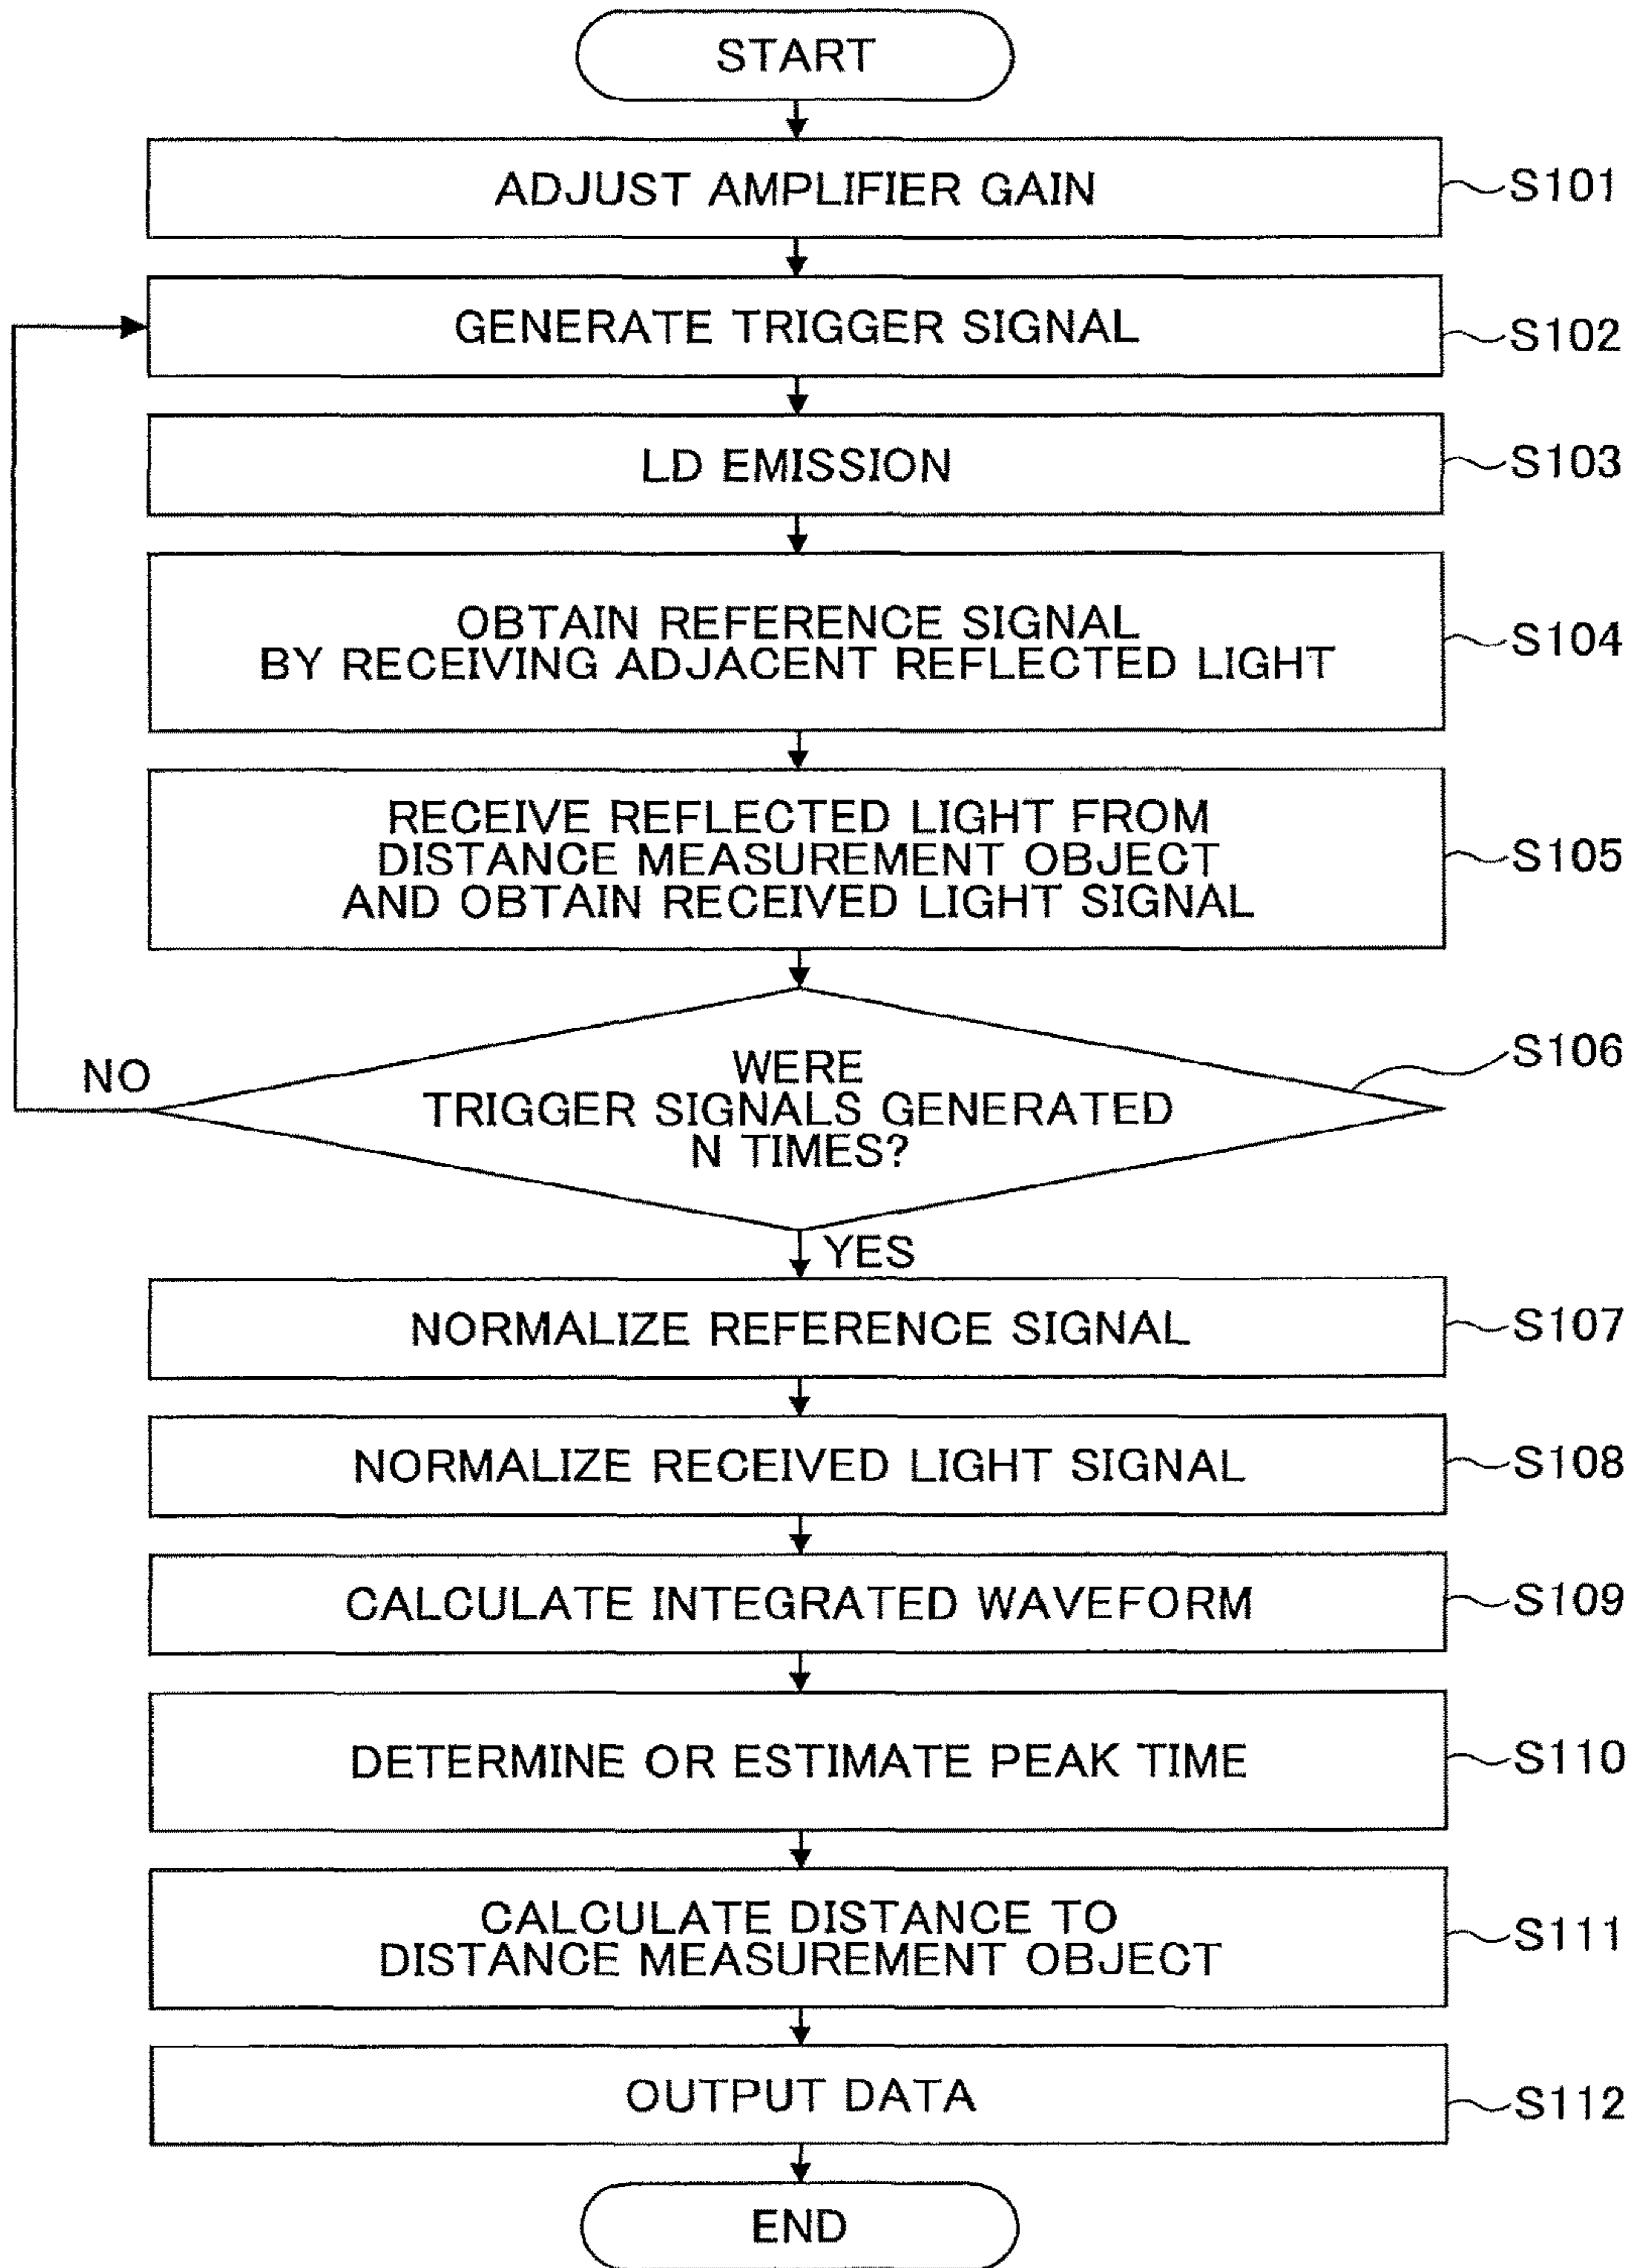 START
ADJUST AMPLIFIER GAIN
S101
GENERATE TRIGGER SIGNAL
S102
LD EMISSION
S103
OBTAIN REFERENCE SIGNAL
BY RECEIVING ADJACENT REFLECTED LIGHT
S104
RECEIVE REFLECTED LIGHT FROM
DISTANCE MEASUREMENT OBJECT
AND OBTAIN RECEIVED LIGHT SIGNAL
S105
WERE
TRIGGER SIGNALS GENERATED
N TIMES?
S106
NO
YES
NORMALIZE REFERENCE SIGNAL
S107
NORMALIZE RECEIVED LIGHT SIGNAL
S108
CALCULATE INTEGRATED WAVEFORM
S109
DETERMINE OR ESTIMATE PEAK TIME
S110
CALCULATE DISTANCE TO
DISTANCE MEASUREMENT OBJECT
S111
OUTPUT DATA
S112
END